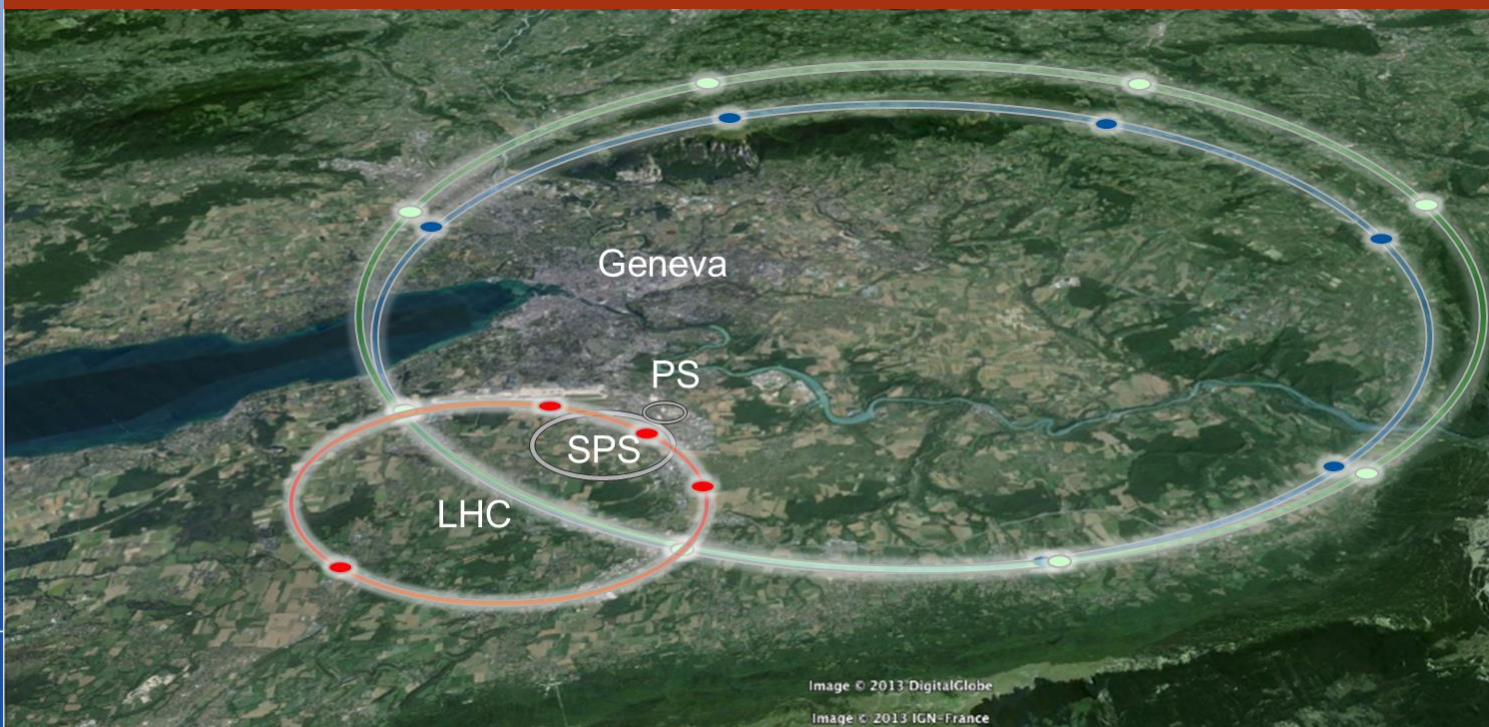 Geneva
PS
SPS
LHC
Image © 2013 DigitalGlobe
Image © 2013 IGN-France